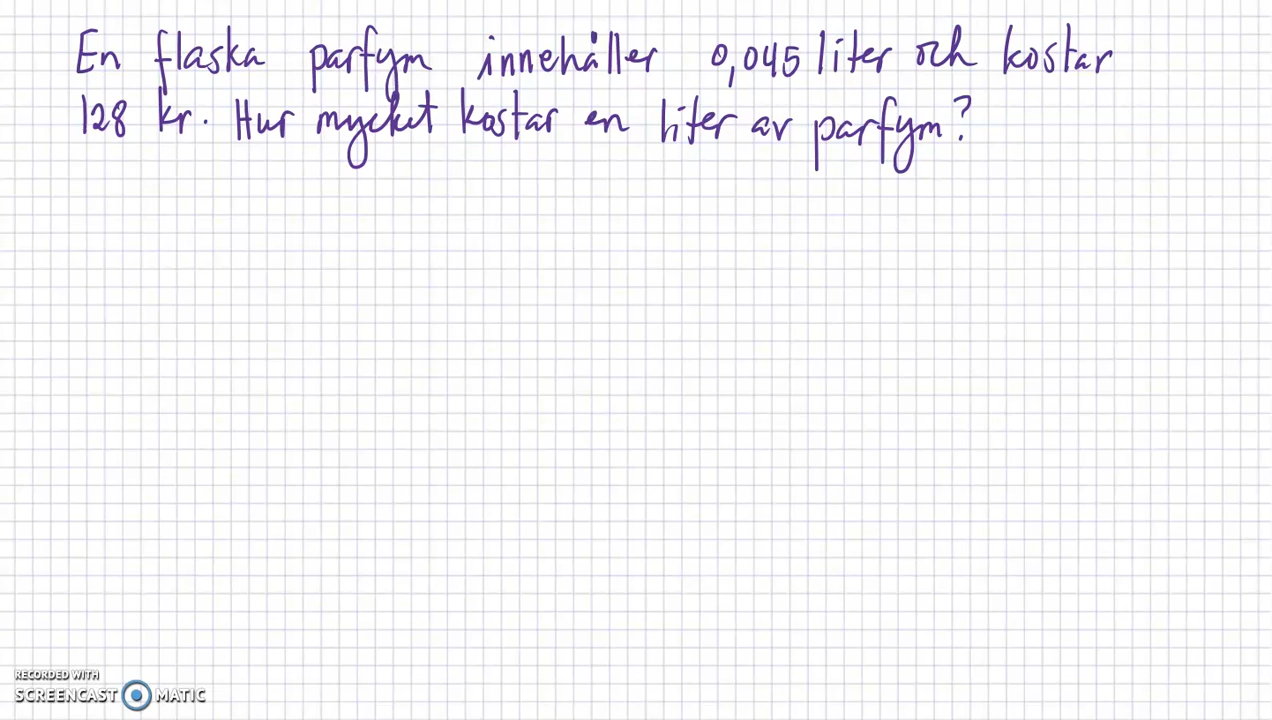 En flaska parfym innehåller 0,045 liter och kostar
128 kr. Hur mycket kostar en liter av parfym?
RECORDED WITH
SCREENCAST MATIC